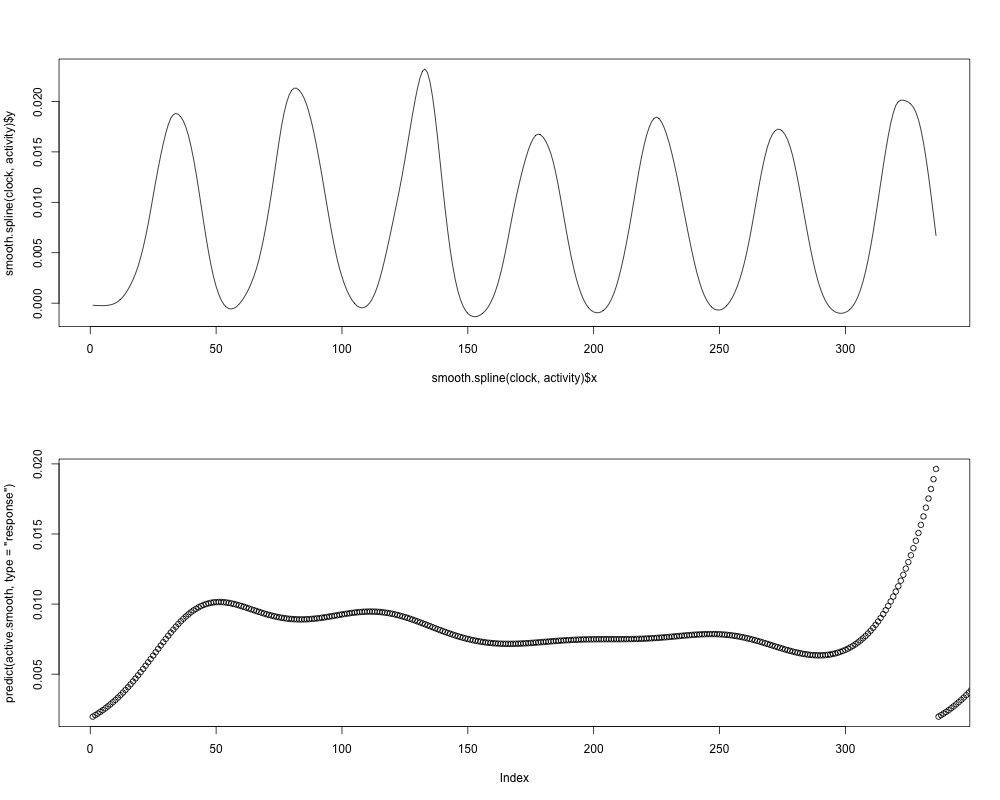 smooth.spline(clock, activity)$y
0.020
0.015
0.010
0.005
0.000
0 50 100 150 200 250 300
smooth.spline(clock, activity)$x
predict(active.smooth, type = "response")
0.020
0.015
0.010
0.005
0 50 100 150 200 250 300
Index